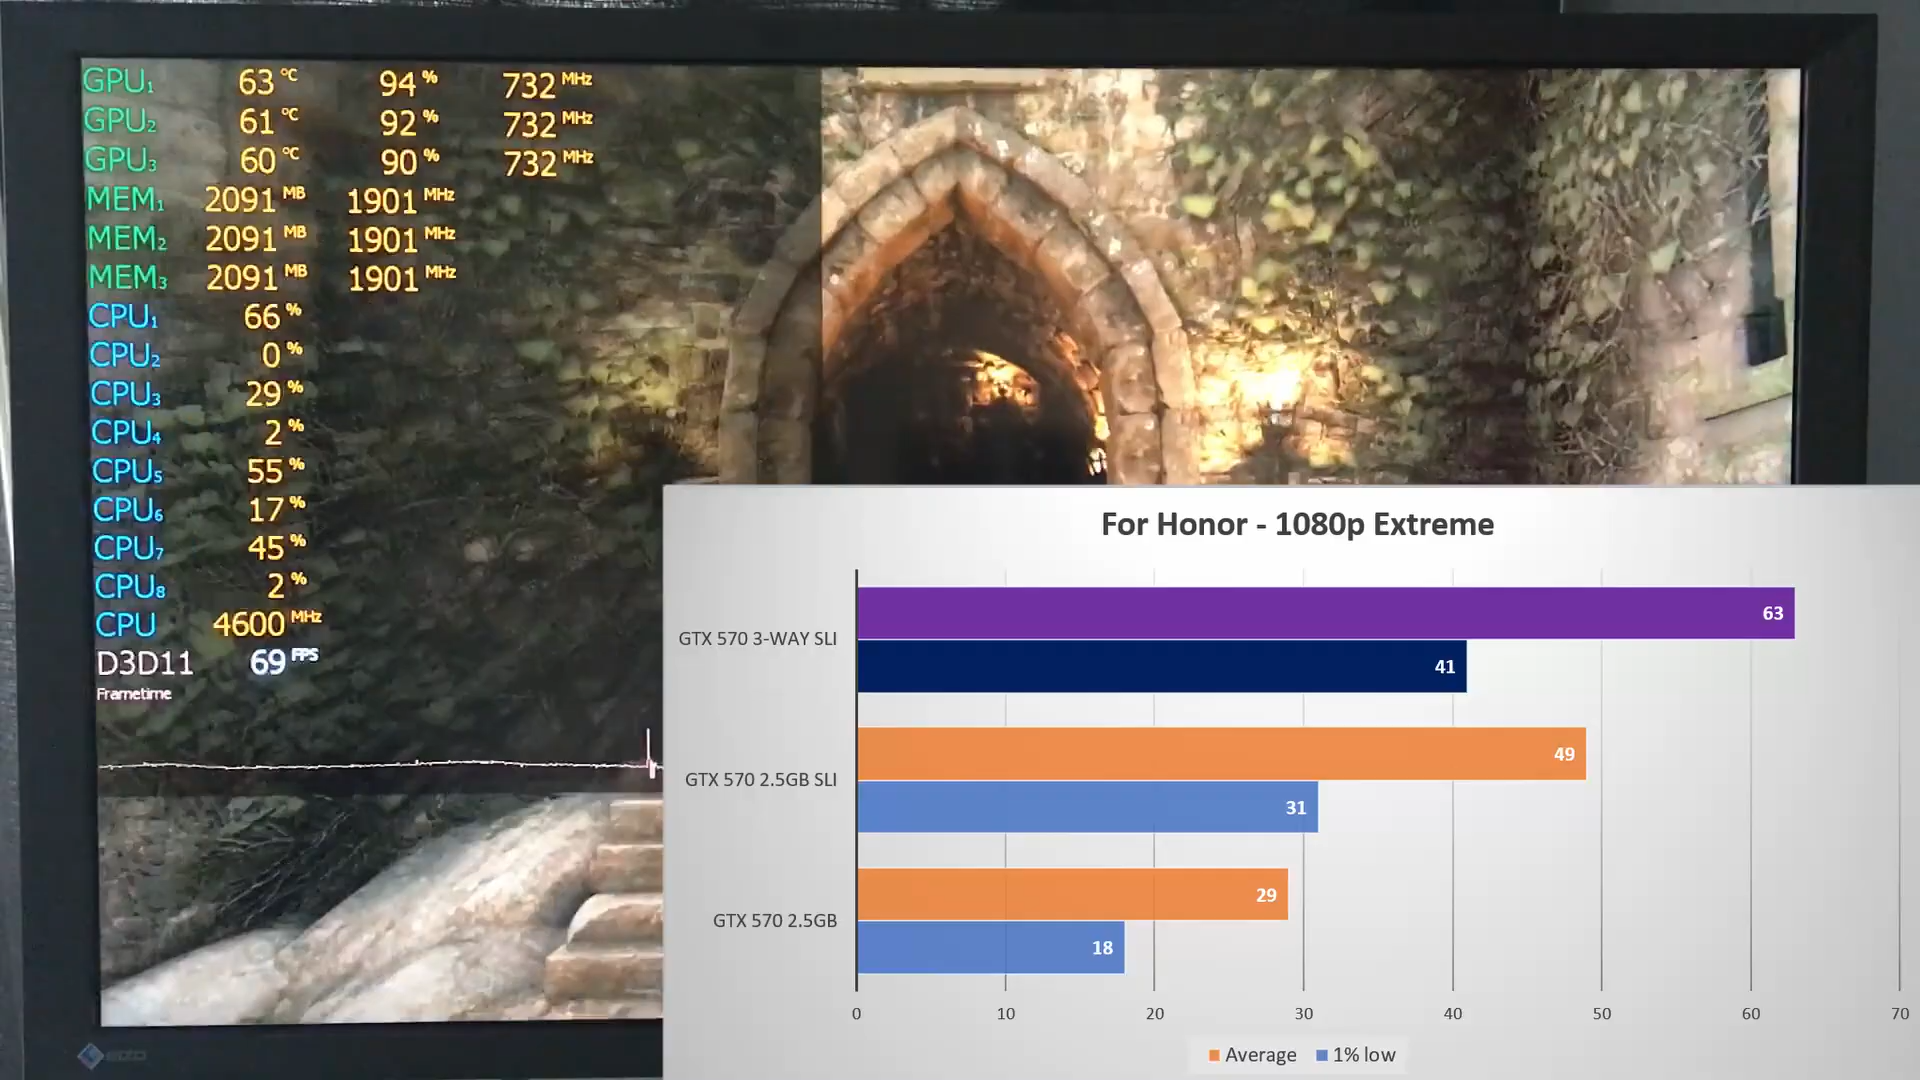 GPU1 63 °C 94 % 732 MHz
GPU2 61 °C 92 % 732 MHz
GPU3 60 °C 90 % 732 MHz
MEM1 2091 MB 1901 MHz
MEM2 2091 MB 1901 MHz
MEM3 2091 MB 1901 MHz
CPU1 66 %
CPU2 0 %
CPU3 29 %
CPU4 2 %
CPU5 55 %
CPU6 17 %
CPU7 45 %
CPU8 2 %
CPU 4600 MHz
D3D11 69 FPS
Frametime
For Honor - 1080p Extreme
63
GTX 570 3-WAY SLI
41
49
GTX 570 2.5GB SLI
31
29
GTX 570 2.5GB
18
0 10 20 30 40 50 60 70
Average 1% low